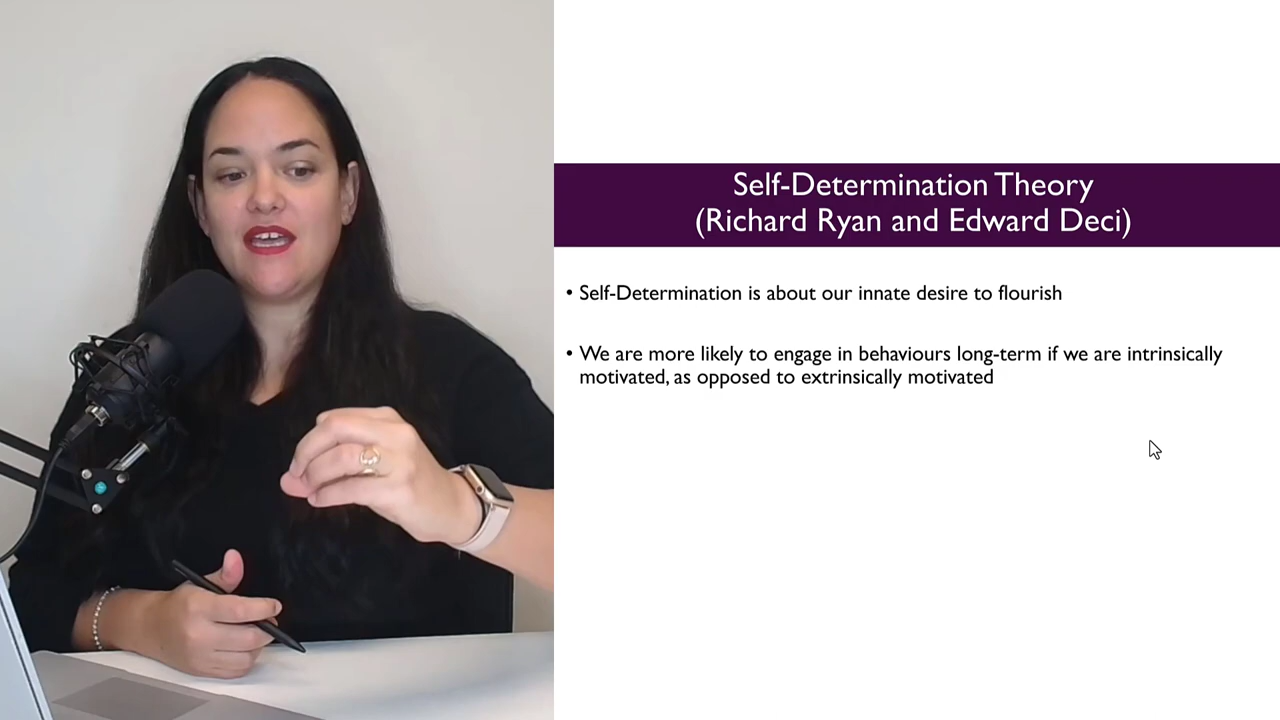 Self-Determination Theory
(Richard Ryan and Edward Deci)
• Self-Determination is about our innate desire to flourish
• We are more likely to engage in behaviours long-term if we are intrinsically
motivated, as opposed to extrinsically motivated